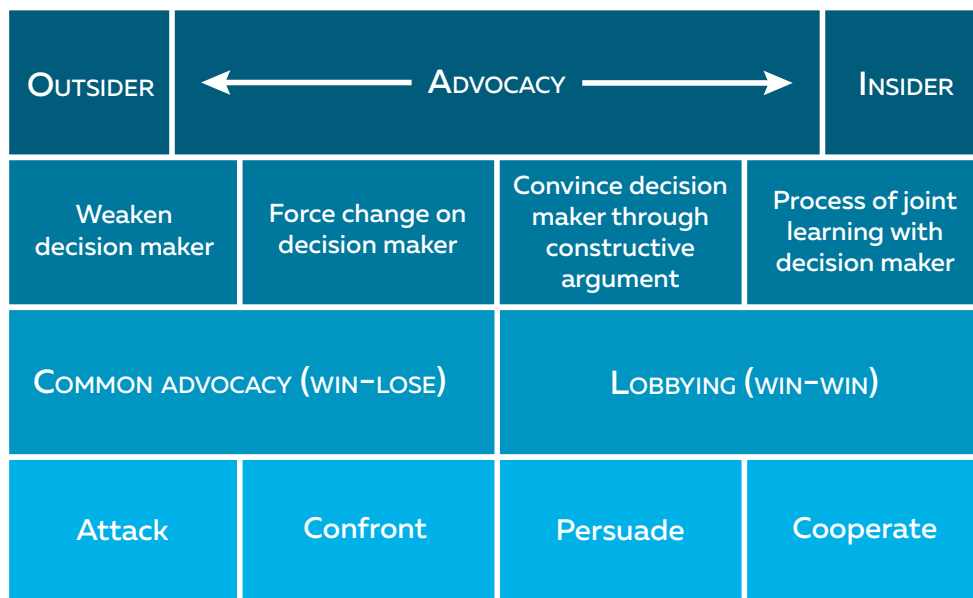 OUTSIDER
ADVOCACY
INSIDER
Weaken
decision maker
Force change on
decision maker
Convince decision
maker through
constructive
argument
Process of joint
learning with
decision maker
COMMON ADVOCACY (WIN–LOSE)
LOBBYING (WIN–WIN)
Attack
Confront
Persuade
Cooperate